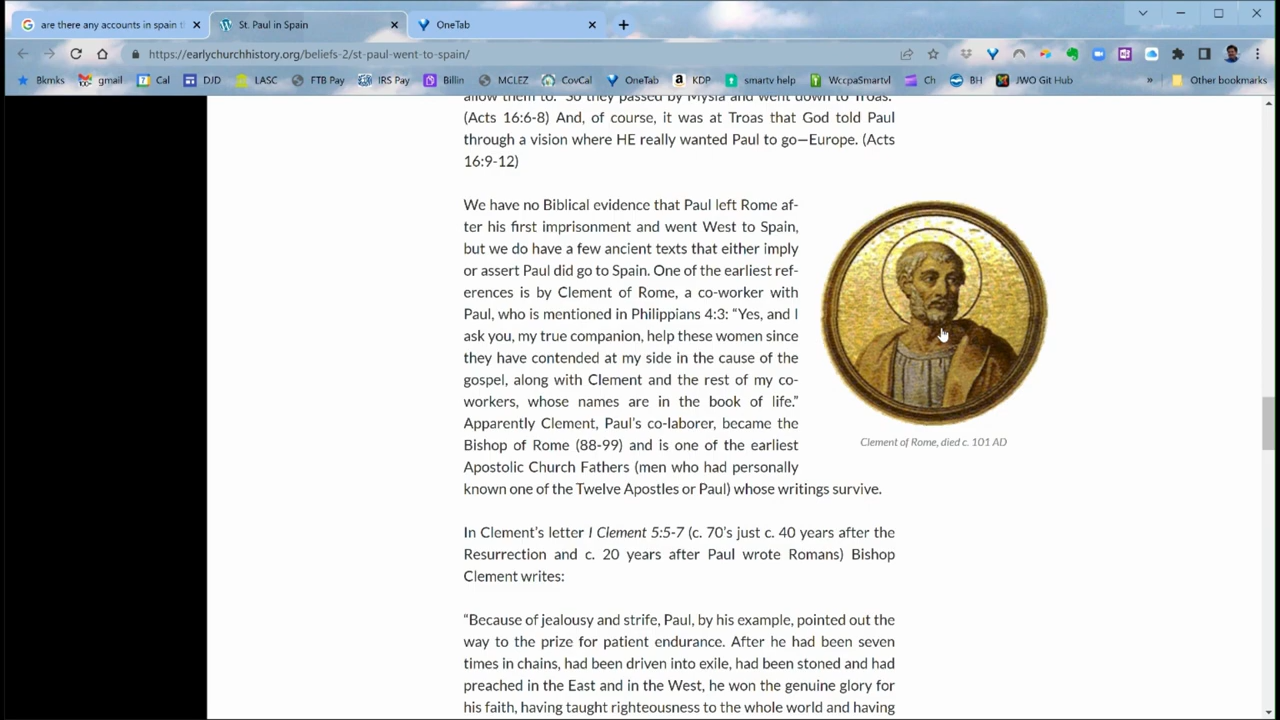 are there any accounts in spain t
St. Paul in Spain
OneTab
https://earlychurchhistory.org/beliefs-2/st-paul-went-to-spain/
Bkmks
gmail
Cal
DJD
LASC
FTB Pay
IRS Pay
Billin
MCLEZ
CovCal
OneTab
KDP
smartv help
WccpaSmartvl
Ch
BH
JWO Git Hub
»
Other bookmarks
allow them to." So they passed by Mysia and went down to Troas.
(Acts 16:6-8) And, of course, it was at Troas that God told Paul
through a vision where HE really wanted Paul to go—Europe. (Acts
16:9-12)
We have no Biblical evidence that Paul left Rome af-
ter his first imprisonment and went West to Spain,
but we do have a few ancient texts that either imply
or assert Paul did go to Spain. One of the earliest ref-
erences is by Clement of Rome, a co-worker with
Paul, who is mentioned in Philippians 4:3: “Yes, and I
ask you, my true companion, help these women since
they have contended at my side in the cause of the
gospel, along with Clement and the rest of my co-
workers, whose names are in the book of life.”
Apparently Clement, Paul’s co-laborer, became the
Bishop of Rome (88-99) and is one of the earliest
Apostolic Church Fathers (men who had personally
known one of the Twelve Apostles or Paul) whose writings survive.
Clement of Rome, died c. 101 AD
In Clement’s letter I Clement 5:5-7 (c. 70’s just c. 40 years after the
Resurrection and c. 20 years after Paul wrote Romans) Bishop
Clement writes:
“Because of jealousy and strife, Paul, by his example, pointed out the
way to the prize for patient endurance. After he had been seven
times in chains, had been driven into exile, had been stoned and had
preached in the East and in the West, he won the genuine glory for
his faith, having taught righteousness to the whole world and having